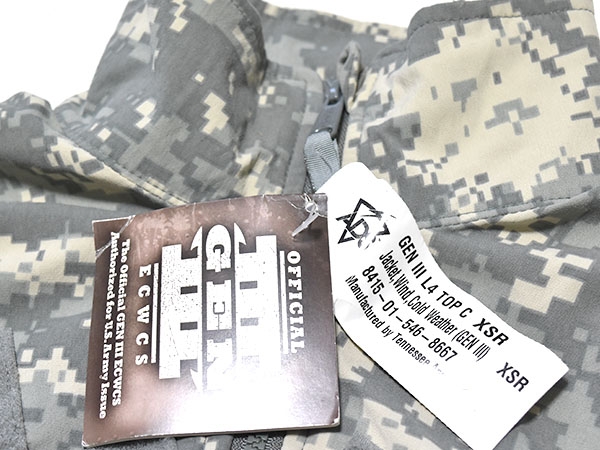 OFFICIAL
GEN
III
ECWCS
The Official GEN III ECWCS
Authorized for U.S. Army Issue
ADS
GEN III L4 TOP C XSR
Jacket,Wind,Cold Weather (GEN III)
8415-01-546-8667
Manufactured by Tennessee
XSR